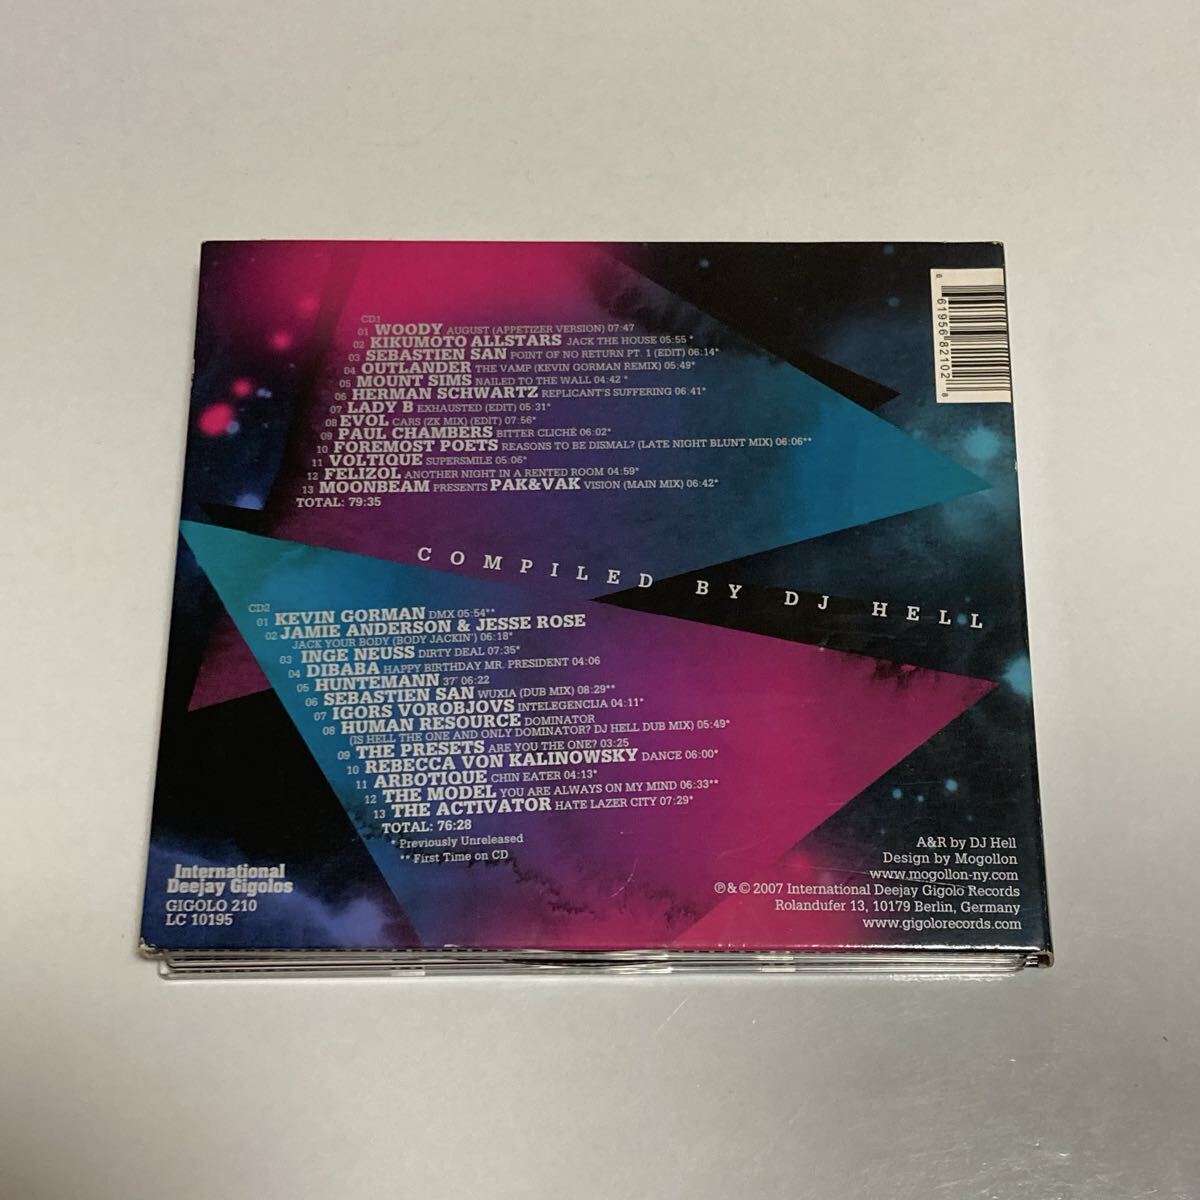 CD1
01 WOODY AUGUST (APPETIZER VERSION) 07:47
02 KIKUMOTO ALLSTARS JACK THE HOUSE 05:55 *
03 SEBASTIEN SAN POINT OF NO RETURN PT. 1 (EDIT) 06:14*
04 OUTLANDER THE VAMP (KEVIN GORMAN REMIX) 05:49*
05 MOUNT SIMS NAILED TO THE WALL 04:42 *
06 HERMAN SCHWARTZ REPLICANT'S SUFFERING 06:41*
07 LADY B EXHAUSTED (EDIT) 05:31*
08 EVOL CARS (ZK MIX) (EDIT) 07:56*
09 PAUL CHAMBERS BITTER CLICHÉ 06:02*
10 FOREMOST POETS REASONS TO BE DISMAL? (LATE NIGHT BLUNT MIX) 06:06**
11 VOLTIQUE SUPERSMILE 05:06*
12 FELIZOL ANOTHER NIGHT IN A RENTED ROOM 04:59*
13 MOONBEAM PRESENTS PAK&VAK VISION (MAIN MIX) 06:42*
TOTAL: 79:35
COMPILED BY DJ HELL
CD2
01 KEVIN GORMAN DMX 05:54**
02 JAMIE ANDERSON & JESSE ROSE
JACK YOUR BODY (BODY JACKIN') 06:18*
03 INGE NEUSS DIRTY DEAL 07:35*
04 DIBABA HAPPY BIRTHDAY MR. PRESIDENT 04:06
05 HUNTEMANN 37° 06:22
06 SEBASTIEN SAN WUXIA (DUB MIX) 08:29**
07 IGORS VOROBJOVS INTELEGENCIJA 04:11*
08 HUMAN RESOURCE DOMINATOR
(IS HELL THE ONE AND ONLY DOMINATOR? DJ HELL DUB MIX) 05:49*
09 THE PRESETS ARE YOU THE ONE? 03:25
10 REBECCA VON KALINOWSKY DANCE 06:00*
11 ARBOTIQUE CHIN EATER 04:13*
12 THE MODEL YOU ARE ALWAYS ON MY MIND 06:33**
13 THE ACTIVATOR HATE LAZER CITY 07:29*
TOTAL: 76:28
* Previously Unreleased
** First Time on CD
International
Deejay Gigolos
GIGOLO 210
LC 10195
A&R by DJ Hell
Design by Mogollon
www.mogollon-ny.com
℗ & © 2007 International Deejay Gigolo Records
Rolandufer 13, 10179 Berlin, Germany
www.gigolorecords.com
6 61956 82102 8